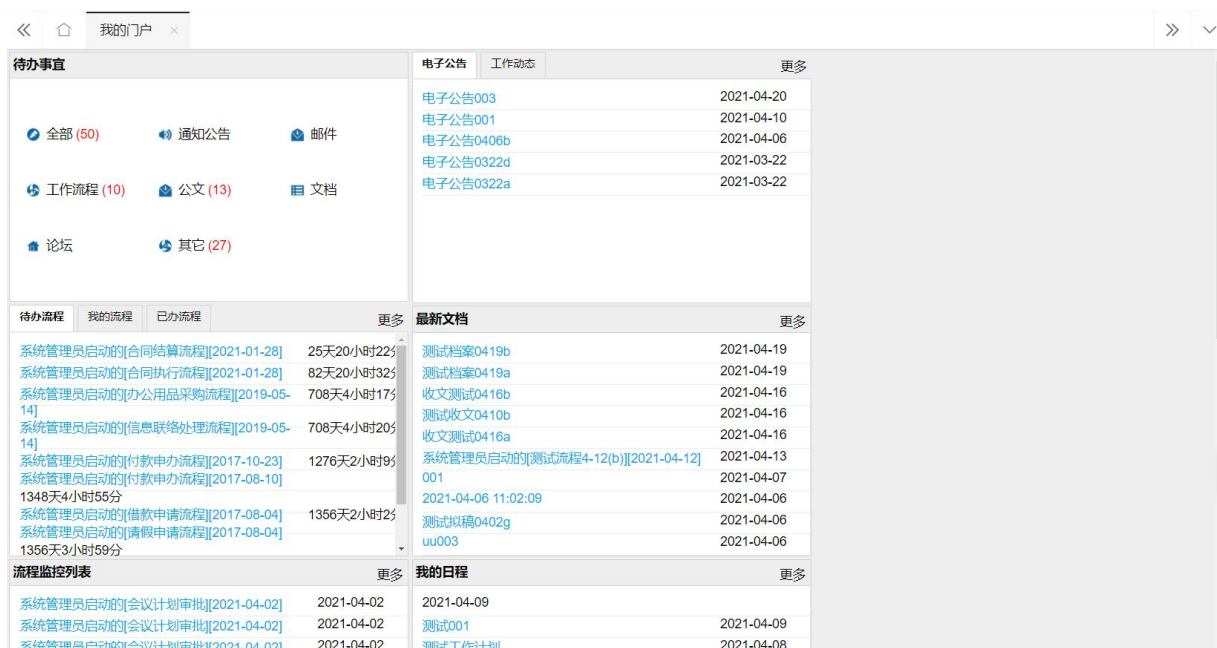 我的门户
待办事宜
全部 (50)
通知公告
邮件
工作流程 (10)
公文 (13)
文档
论坛
其它 (27)
电子公告
工作动态
更多
电子公告003 2021-04-20
电子公告001 2021-04-10
电子公告0406b 2021-04-06
电子公告0322d 2021-03-22
电子公告0322a 2021-03-22
待办流程
我的流程
已办流程
更多
系统管理员启动的[合同结算流程][2021-01-28] 25天20小时22分
系统管理员启动的[合同执行流程][2021-01-28] 82天20小时32分
系统管理员启动的[办公用品采购流程][2019-05- 708天4小时17分
14]
系统管理员启动的[信息联络处理流程][2019-05- 708天4小时20分
14]
系统管理员启动的[付款申办流程][2017-10-23] 1276天2小时9分
系统管理员启动的[付款申办流程][2017-08-10]
1348天4小时55分
系统管理员启动的[借款申请流程][2017-08-04] 1356天2小时2分
系统管理员启动的[请假申请流程][2017-08-04]
1356天3小时59分
最新文档
更多
测试档案0419b 2021-04-19
测试档案0419a 2021-04-19
收文测试0416b 2021-04-16
测试收文0410b 2021-04-16
收文测试0416a 2021-04-16
系统管理员启动的[测试流程4-12(b)][2021-04-12] 2021-04-13
001 2021-04-07
2021-04-06 11:02:09 2021-04-06
测试拟稿0402g 2021-04-06
uu003 2021-04-06
流程监控列表
更多
系统管理员启动的[会议计划审批][2021-04-02] 2021-04-02
系统管理员启动的[会议计划审批][2021-04-02] 2021-04-02
系统管理员启动的[会议计划审批][2021-04-02] 2021-04-02
我的日程
更多
2021-04-09
测试001 2021-04-09
测试工作计划 2021-04-08